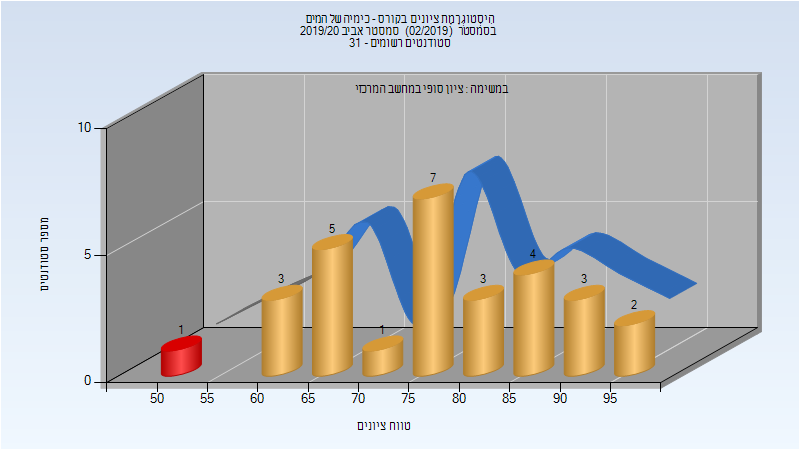 היסטוגרמת ציונים בקורס - כימיה של המים
בסמסטר (02/2019) סמסטר אביב 2019/20
סטודנטים רשומים - 31
במשימה : ציון סופי במחשב המרכזי
מספר סטודנטים
10
5
0
1
3
5
1
7
3
4
3
2
50 55 60 65 70 75 80 85 90 95
טווח ציונים